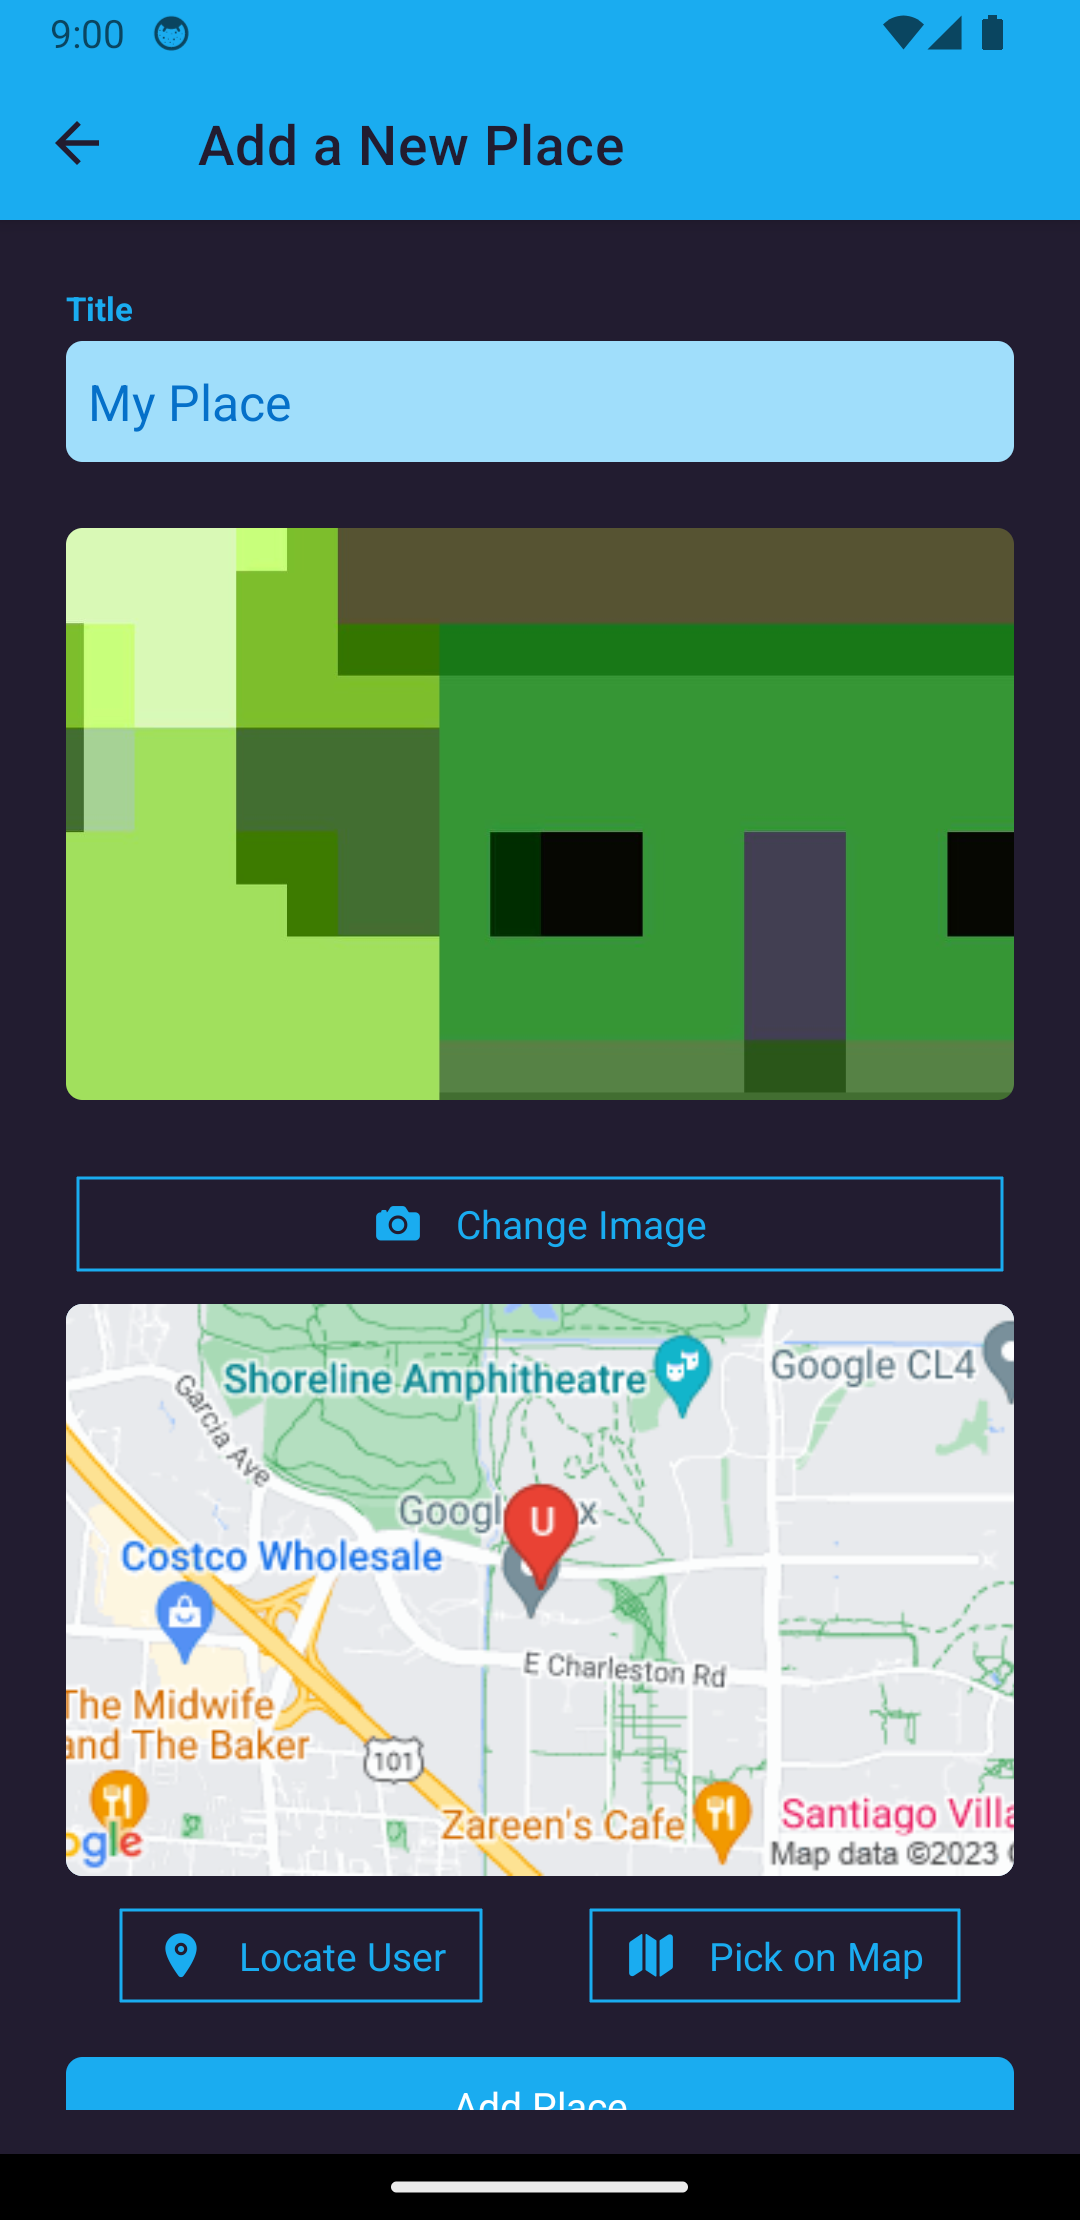 9:00
Add a New Place
Title
My Place
Change Image
Shoreline Amphitheatre
Google CL4
Garcia Ave
Googl x
Costco Wholesale
U
E Charleston Rd
The Midwife
and The Baker
101
Zareen's Cafe
Santiago Villa
ogle
Map data ©2023
Locate User
Pick on Map
Add Place